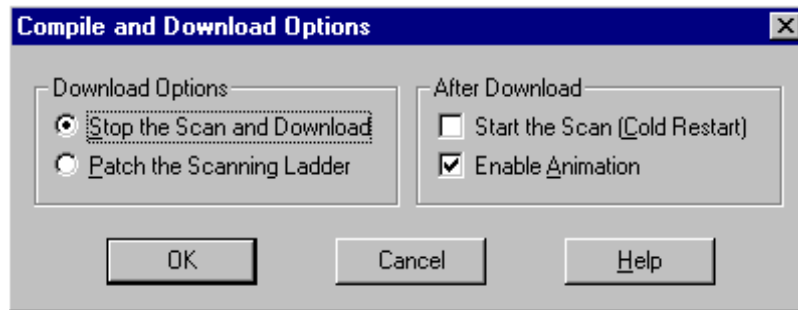 Compile and Download Options
Download Options
Stop the Scan and Download
Patch the Scanning Ladder
After Download
Start the Scan (Cold Restart)
Enable Animation
OK
Cancel
Help